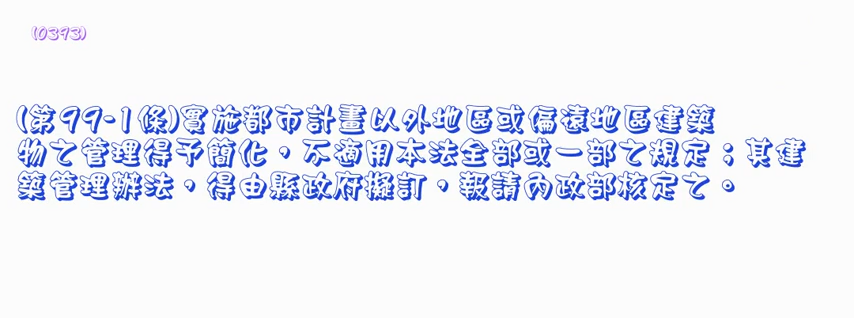 (0393)
(第99-1條)實施都市計畫以外地區或偏遠地區建築
物之管理得予簡化，不適用本法全部或一部之規定；其建
築管理辦法，得由縣政府擬訂，報請內政部核定之。